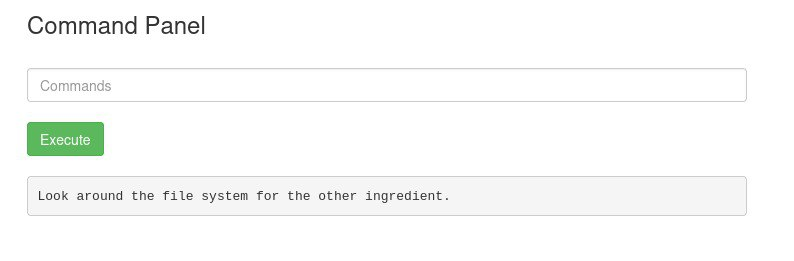 Command Panel
Commands
Execute
Look around the file system for the other ingredient.